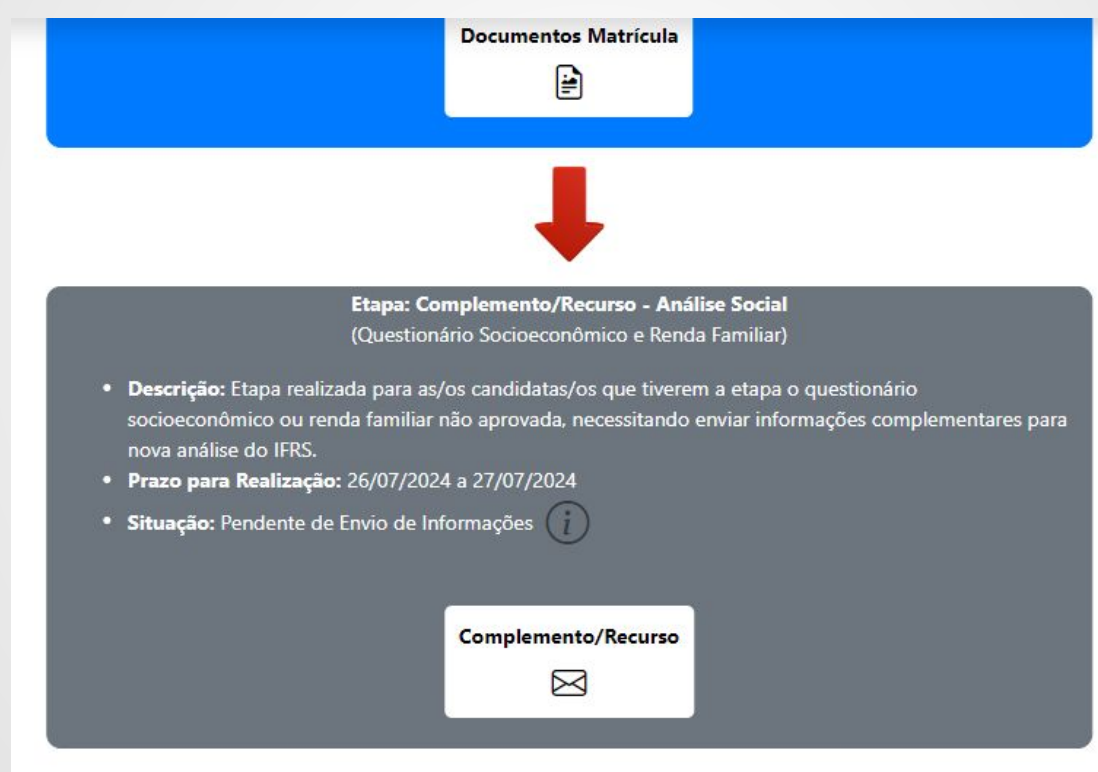 Documentos Matrícula
Etapa: Complemento/Recurso - Análise Social
(Questionário Socioeconômico e Renda Familiar)
• Descrição: Etapa realizada para as/os candidatas/os que tiverem a etapa o questionário
socioeconômico ou renda familiar não aprovada, necessitando enviar informações complementares para
nova análise do IFRS.
• Prazo para Realização: 26/07/2024 a 27/07/2024
• Situação: Pendente de Envio de Informações i
Complemento/Recurso